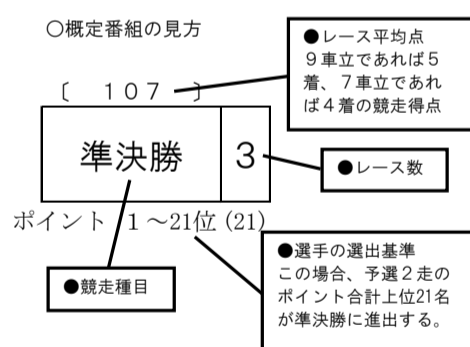 ○概定番組の見方
●レース平均点
９車立であれば５
着、７車立であれ
ば４着の競走得点
〔　１０７　〕
準決勝
3
●レース数
ポイント　１～21位 (21)
●選手の選出基準
この場合、予選２走の
ポイント合計上位21名
が準決勝に進出する。
●競走種目